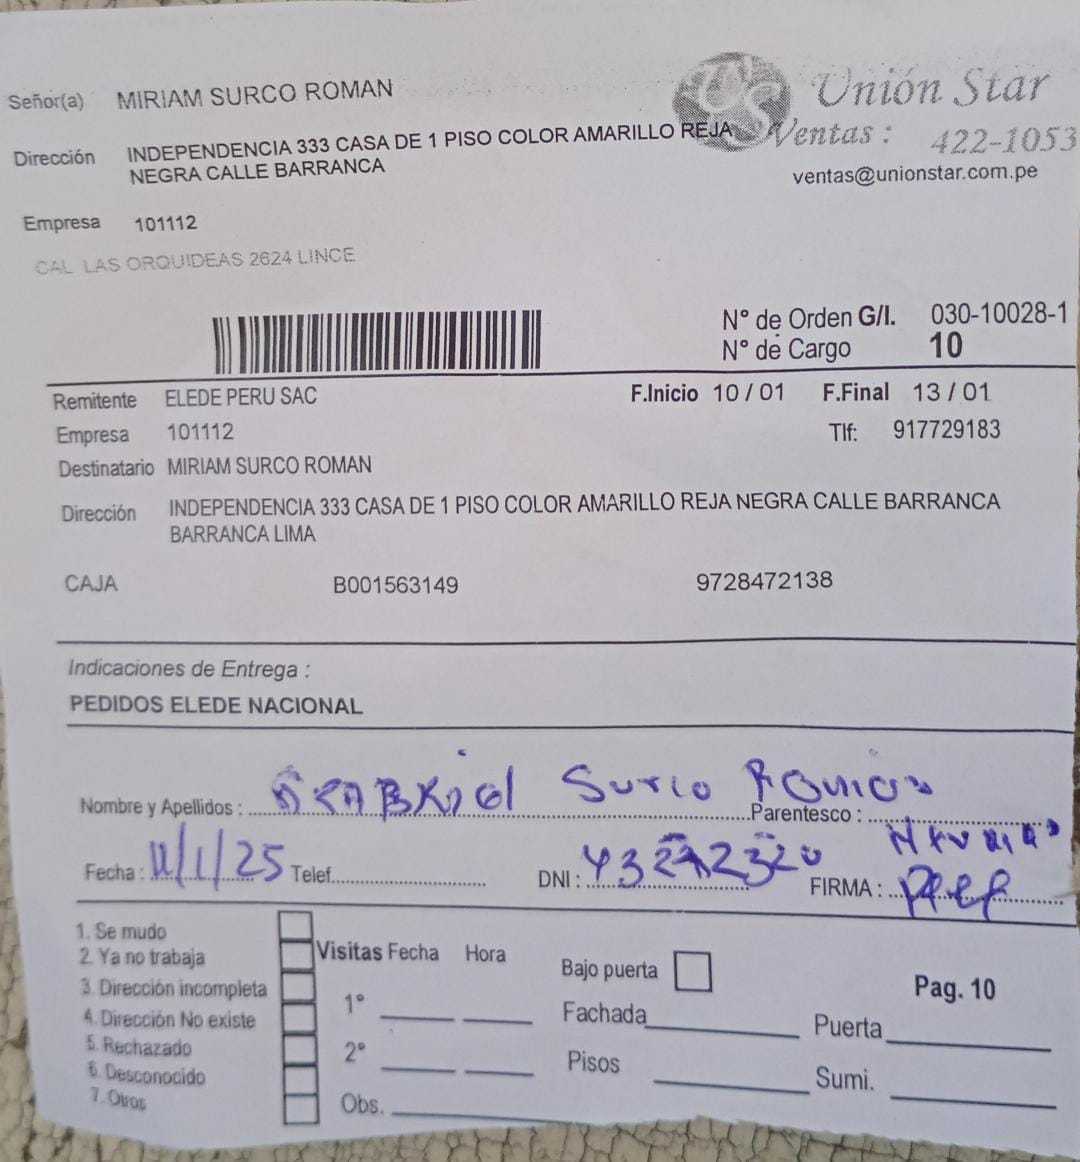 Señor(a) MIRIAM SURCO ROMAN
Unión Star
Ventas : 422-1053
ventas@unionstar.com.pe
Dirección INDEPENDENCIA 333 CASA DE 1 PISO COLOR AMARILLO REJA
NEGRA CALLE BARRANCA
Empresa 101112
CAL LAS ORQUIDEAS 2624 LINCE
N° de Orden G/I. 030-10028-1
N° de Cargo 10
Remitente ELEDE PERU SAC F.Inicio 10 / 01 F.Final 13 / 01
Empresa 101112 Tlf: 917729183
Destinatario MIRIAM SURCO ROMAN
Dirección INDEPENDENCIA 333 CASA DE 1 PISO COLOR AMARILLO REJA NEGRA CALLE BARRANCA
BARRANCA LIMA
CAJA B001563149 9728472138
Indicaciones de Entrega :
PEDIDOS ELEDE NACIONAL
Nombre y Apellidos : Surco Parentesco :
Fecha : 11/1/25 Telef. DNI : FIRMA :
1. Se mudo
2. Ya no trabaja
3. Dirección incompleta
4. Dirección No existe
5. Rechazado
6. Desconocido
7. Otros
Visitas Fecha Hora
1°
2°
Obs.
Bajo puerta
Fachada
Pisos
Pag. 10
Puerta
Sumi.